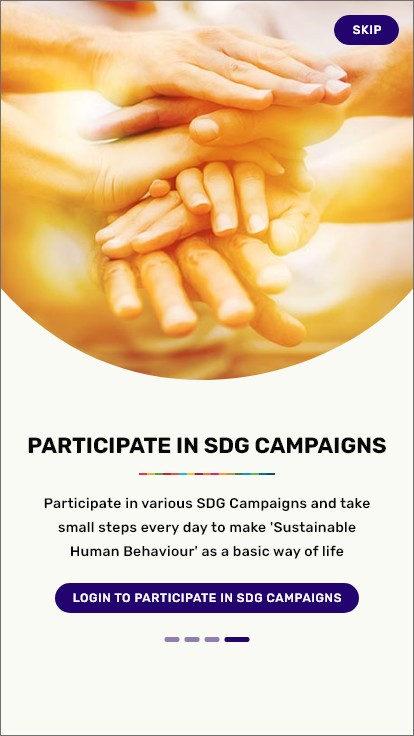 SKIP
PARTICIPATE IN SDG CAMPAIGNS
Participate in various SDG Campaigns and take
small steps every day to make 'Sustainable
Human Behaviour' as a basic way of life
LOGIN TO PARTICIPATE IN SDG CAMPAIGNS